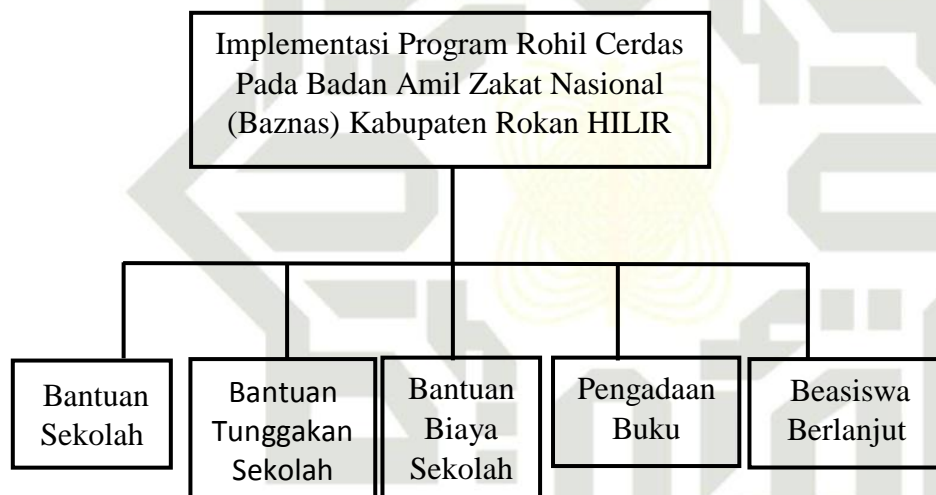 Implementasi Program Rohil Cerdas
Pada Badan Amil Zakat Nasional
(Baznas) Kabupaten Rokan HILIR
Bantuan
Sekolah
Bantuan
Tunggakan
Sekolah
Bantuan
Biaya
Sekolah
Pengadaan
Buku
Beasiswa
Berlanjut